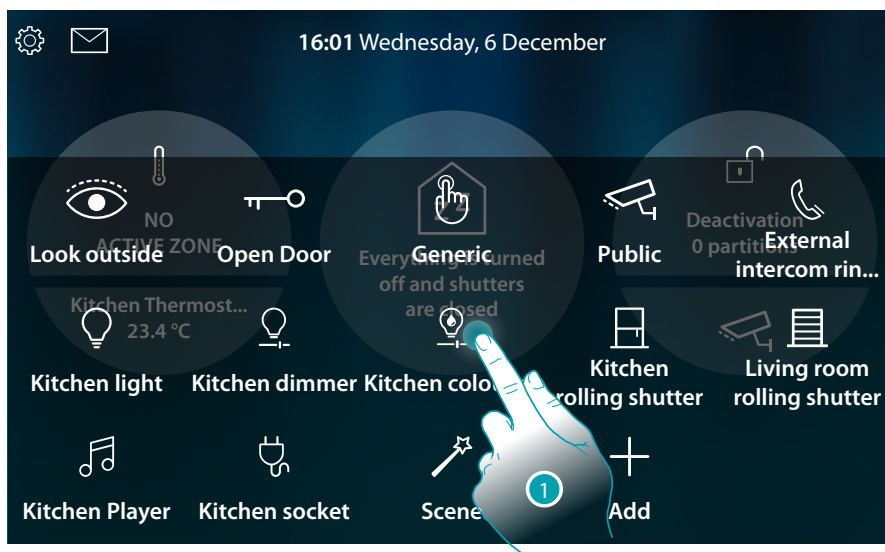 16:01 Wednesday, 6 December
NO
ACTIVE ZONE
Look outside
Open Door
Everything is turned
off and shutters
are closed
Generic
Public
Deactivation
0 partitions
External
intercom rin...
Kitchen Thermost...
23.4 °C
Kitchen light
Kitchen dimmer
Kitchen colo
Kitchen
rolling shutter
Living room
rolling shutter
Kitchen Player
Kitchen socket
Scene
1
Add